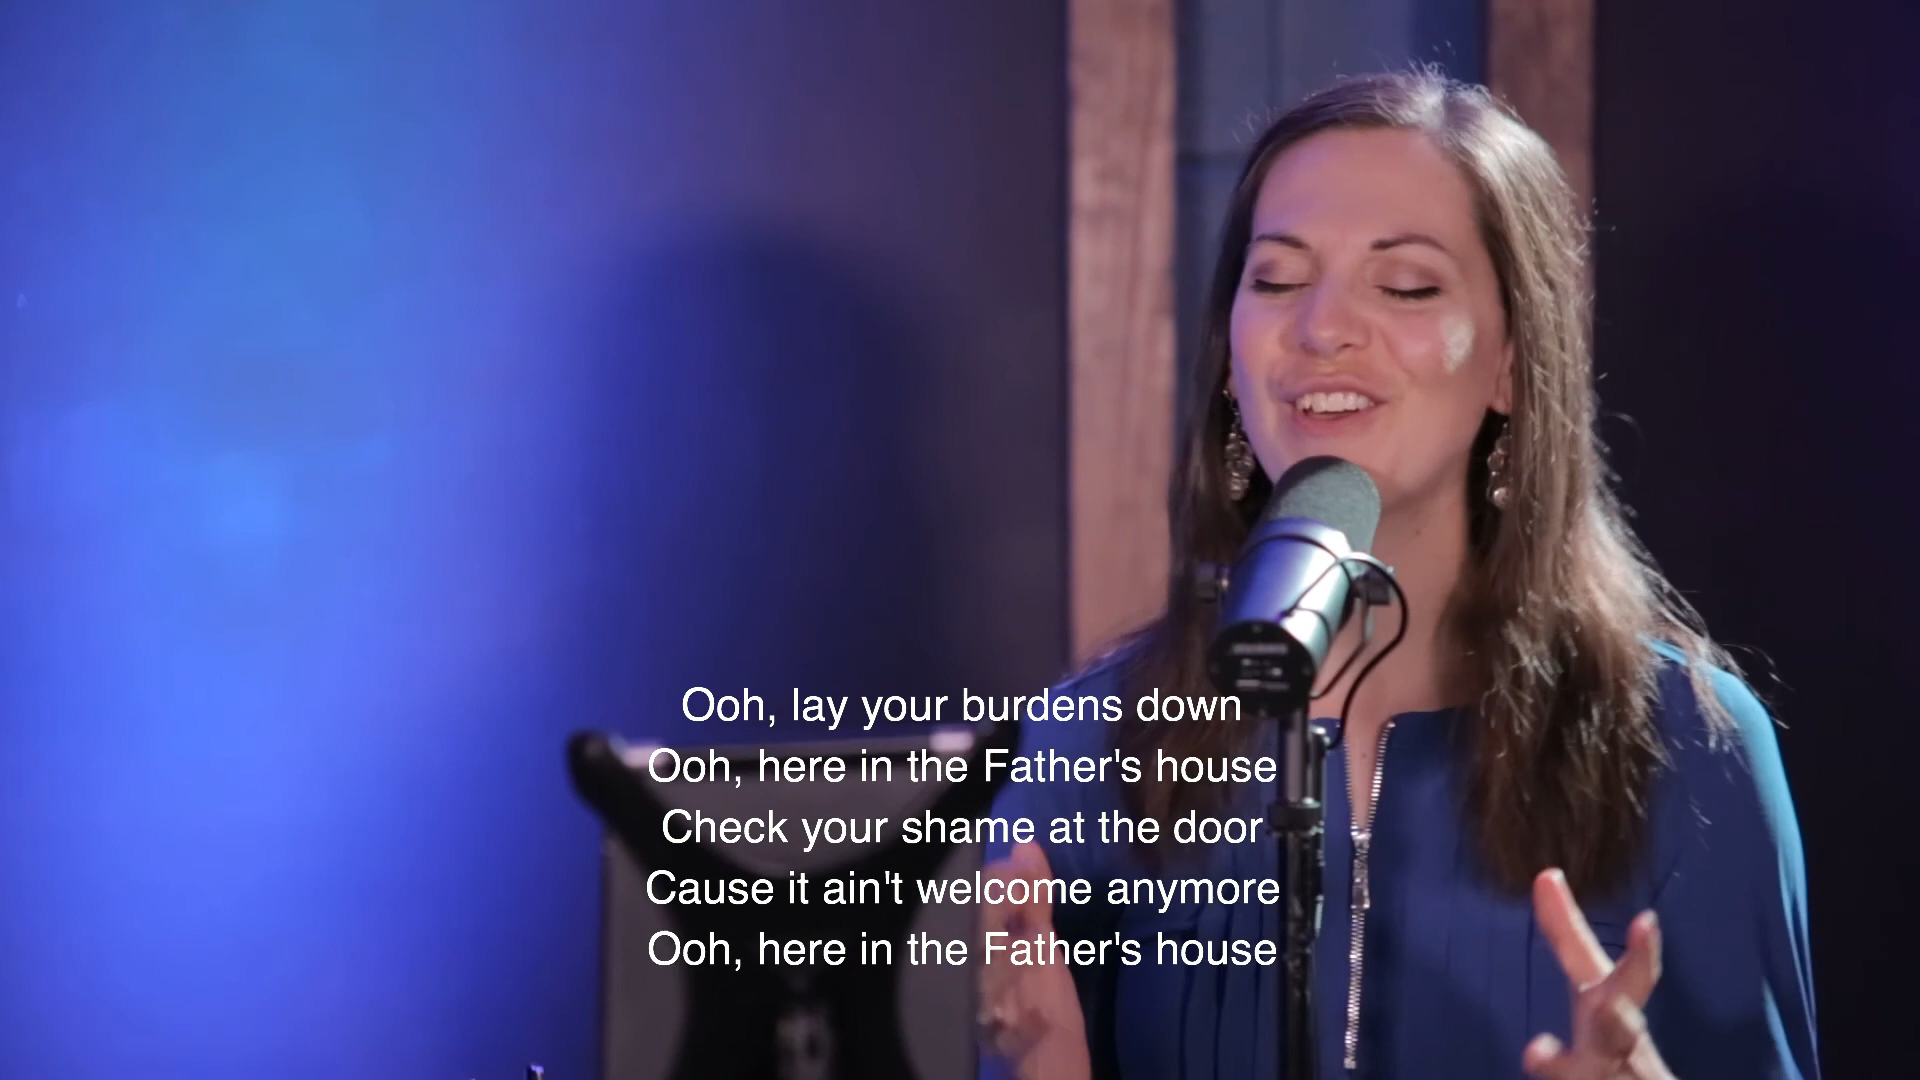 Ooh, lay your burdens down
Ooh, here in the Father's house
Check your shame at the door
Cause it ain't welcome anymore
Ooh, here in the Father's house